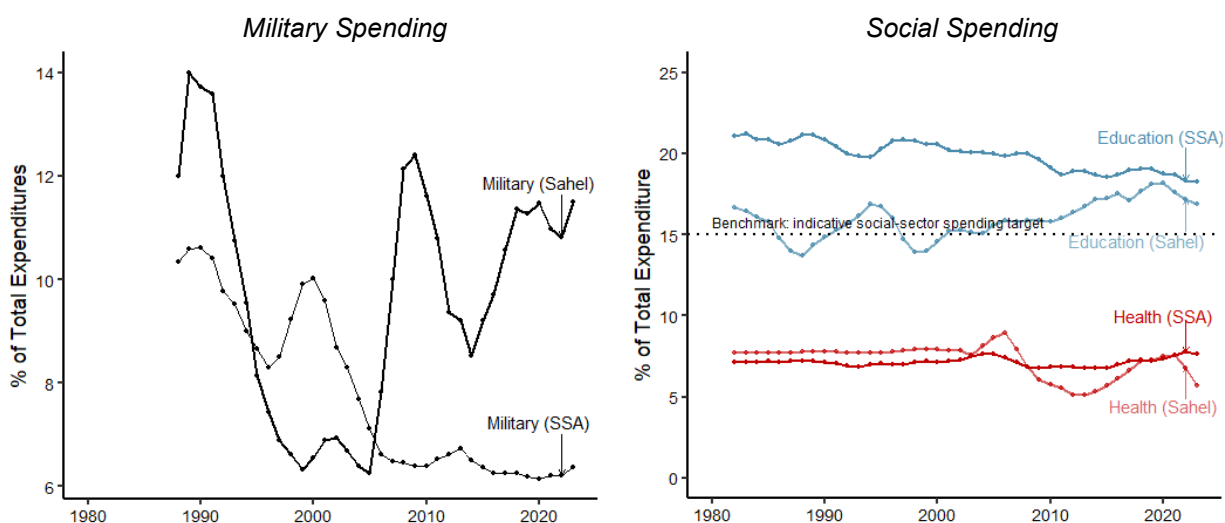 Military Spending
% of Total Expenditures
14
12
10
8
6
Military (Sahel)
Military (SSA)
1980 1990 2000 2010 2020
Social Spending
% of Total Expenditure
25
20
15
10
5
0
Education (SSA)
Benchmark: indicative social-sector spending target
Education (Sahel)
Health (SSA)
Health (Sahel)
1980 1990 2000 2010 2020